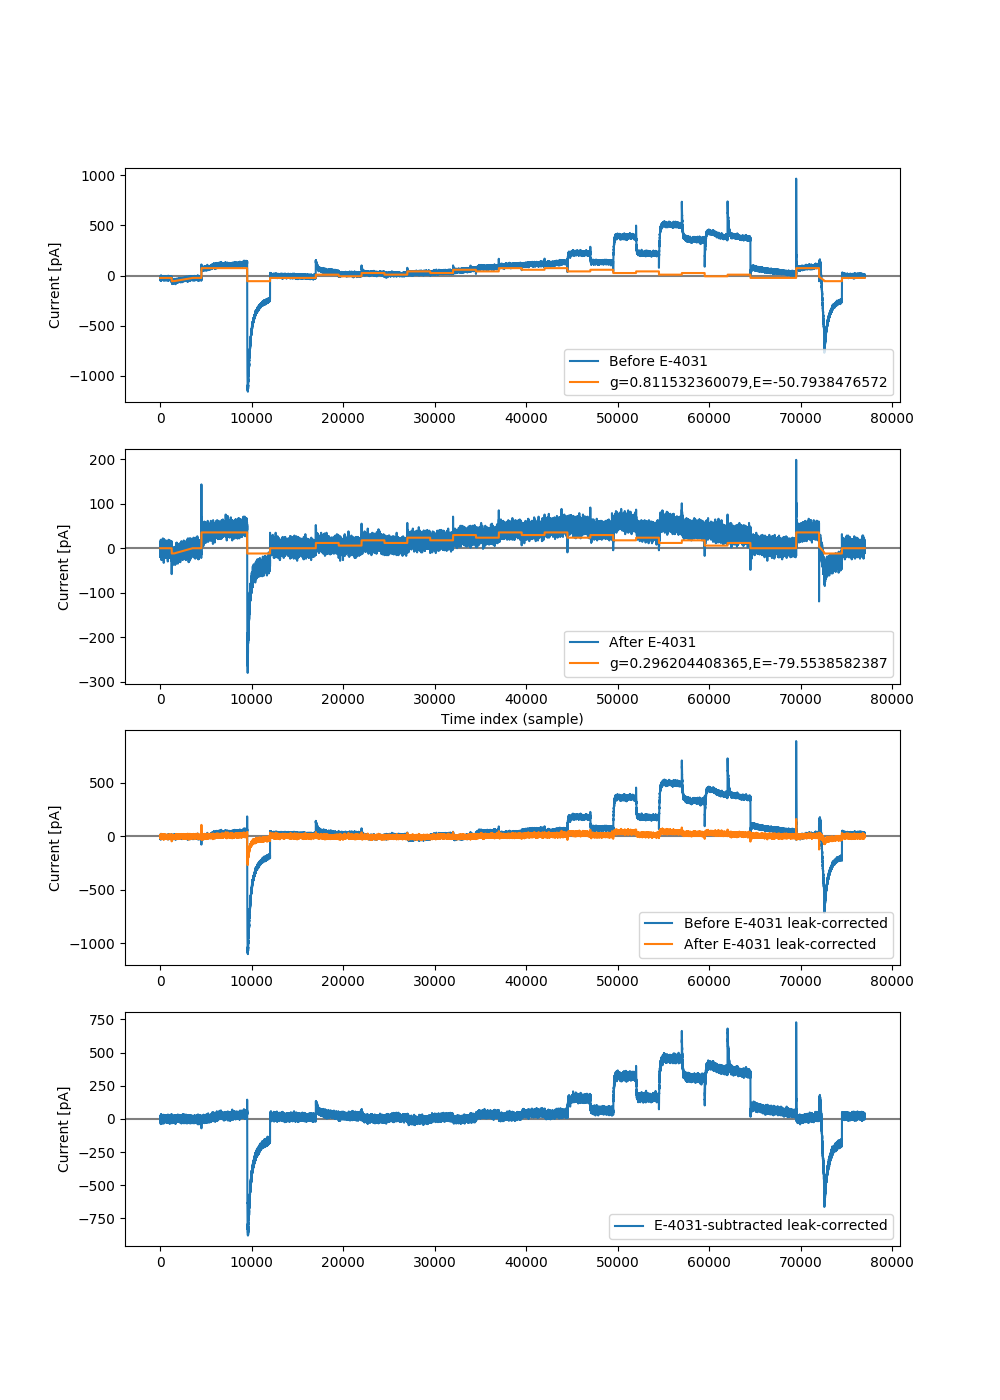 1000
500
0
−500
−1000
Current [pA]
Before E-4031
g=0.811532360079,E=-50.7938476572
0 10000 20000 30000 40000 50000 60000 70000 80000
200
100
0
−100
−200
−300
Current [pA]
After E-4031
g=0.296204408365,E=-79.5538582387
0 10000 20000 30000 40000 50000 60000 70000 80000
Time index (sample)
500
0
−500
−1000
Current [pA]
Before E-4031 leak-corrected
After E-4031 leak-corrected
0 10000 20000 30000 40000 50000 60000 70000 80000
750
500
250
0
−250
−500
−750
Current [pA]
E-4031-subtracted leak-corrected
0 10000 20000 30000 40000 50000 60000 70000 80000